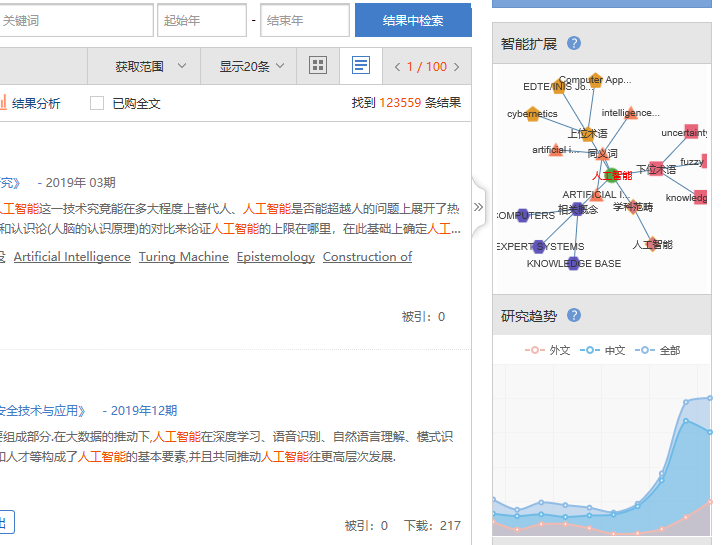 关键词 起始年 - 结束年 结果中检索
获取范围 显示20条 < 1 / 100 >
结果分析 已购全文 找到 123559 条结果
究》 - 2019年 03期
人工智能这一技术究竟能在多大程度上替代人、人工智能是否能超越人的问题上展开了热
和认识论(人脑的认识原理)的对比来论证人工智能的上限在哪里，在此基础上确定人工...
Artificial Intelligence Turing Machine Epistemology Construction of
被引：0
安全技术与应用》 - 2019年12期
要组成部分.在大数据的推动下,人工智能在深度学习、语音识别、自然语言理解、模式识
和人才等构成了人工智能的基本要素,并且共同推动人工智能往更高层次发展.
出
被引：0 下载：217
智能扩展 ?
Computer App...
EDTE/INIS Jo...
cybernetics
intelligence...
上位术语
uncertainty
artificial i...
同义词
fuzzy
下位术语
人工智能
ARTIFICIAL I...
knowledg
相关概念
学科范畴
COMPUTERS
EXPERT SYSTEMS
人工智能
KNOWLEDGE BASE
研究趋势 ?
外文 中文 全部